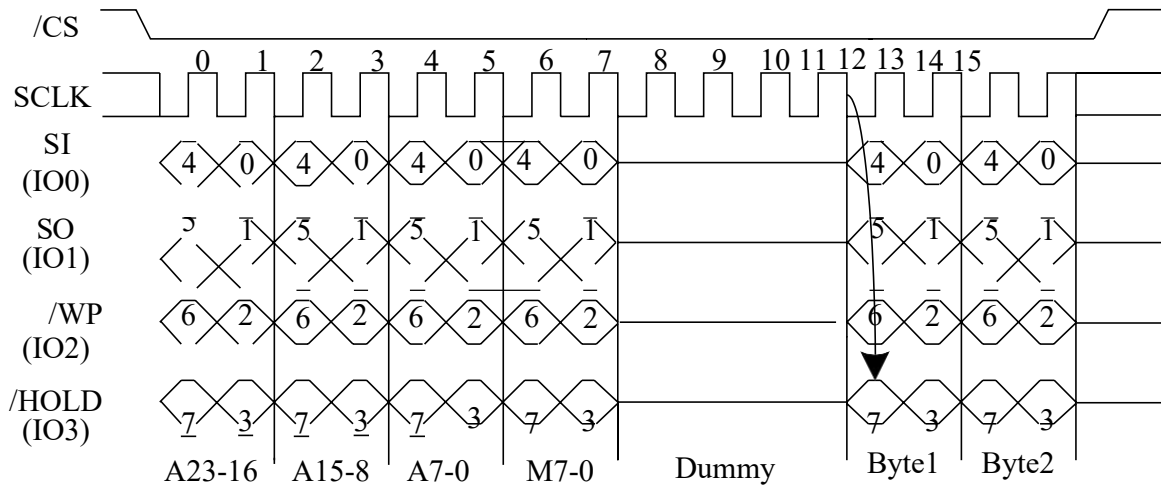 /CS
0 1 2 3 4 5 6 7 8 9 10 11 12 13 14 15
SCLK
SI
(IO0)
4 0 4 0 4 0 4 0 4 0 4 0
SO
(IO1)
5 1 5 1 5 1 5 1 5 1 5 1
/WP
(IO2)
6 2 6 2 6 2 6 2 6 2 6 2
/HOLD
(IO3)
7 3 7 3 7 3 7 3 7 3 7 3
A23-16 A15-8 A7-0 M7-0 Dummy Byte1 Byte2